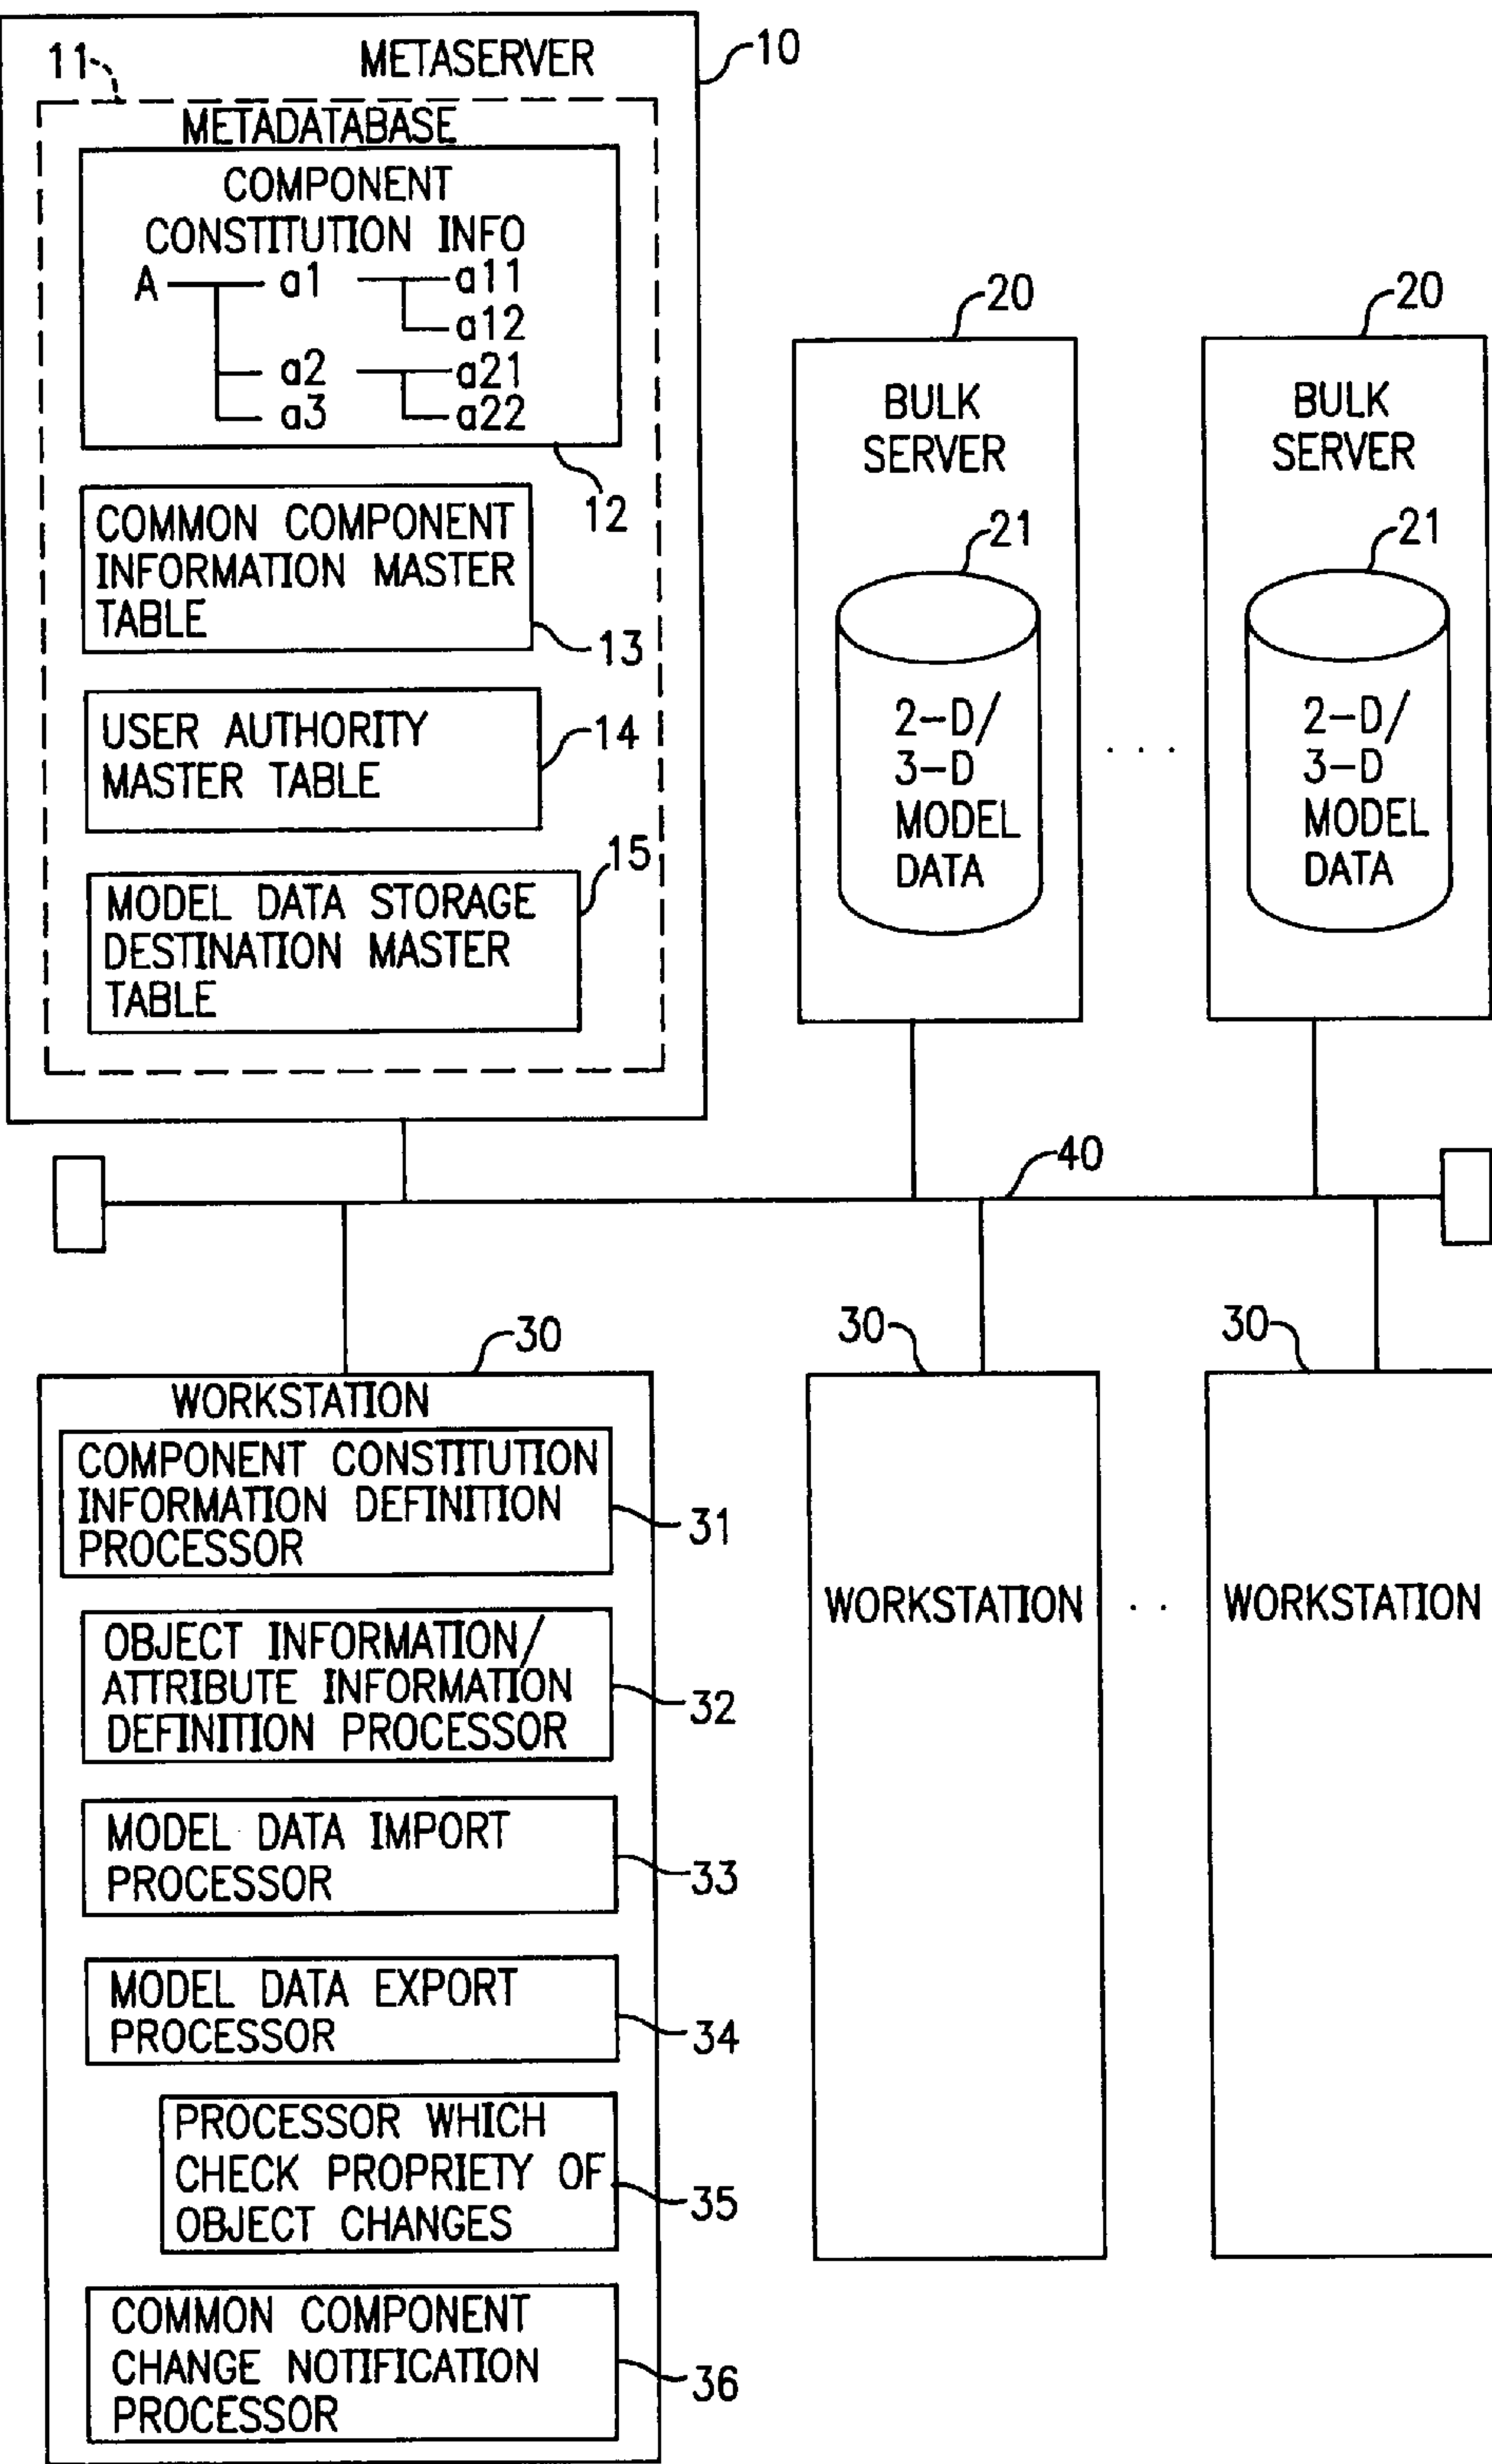 METASERVER
10
11
METADATABASE
COMPONENT
CONSTITUTION INFO
A a1 a11
a12
a2 a21
a3 a22
12
COMMON COMPONENT
INFORMATION MASTER
TABLE
13
USER AUTHORITY
MASTER TABLE
14
MODEL DATA STORAGE
DESTINATION MASTER
TABLE
15
20
BULK
SERVER
21
2-D/
3-D
MODEL
DATA
. . .
20
BULK
SERVER
21
2-D/
3-D
MODEL
DATA
40
30
WORKSTATION
COMPONENT CONSTITUTION
INFORMATION DEFINITION
PROCESSOR
31
OBJECT INFORMATION/
ATTRIBUTE INFORMATION
DEFINITION PROCESSOR
32
MODEL DATA IMPORT
PROCESSOR
33
MODEL DATA EXPORT
PROCESSOR
34
PROCESSOR WHICH
CHECK PROPRIETY OF
OBJECT CHANGES
35
COMMON COMPONENT
CHANGE NOTIFICATION
PROCESSOR
36
30
WORKSTATION
. .
30
WORKSTATION